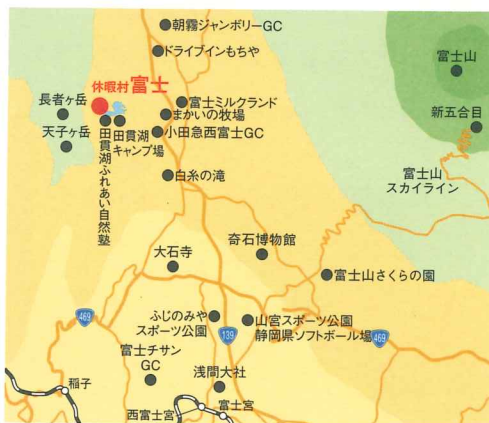 朝霧ジャンボリーGC
ドライブインもちや
富士山
休暇村富士
長者ヶ岳
富士ミルクランド
まかいの牧場
新五合目
天子ヶ岳
田貫湖ふれあい自然塾
田貫湖
キャンプ場
小田急西富士GC
白糸の滝
富士山
スカイライン
大石寺
奇石博物館
富士山さくらの園
469
ふじのみや
スポーツ公園
139
山宮スポーツ公園
静岡県ソフトボール場
469
富士チサン
GC
浅間大社
稲子
西富士宮
富士宮